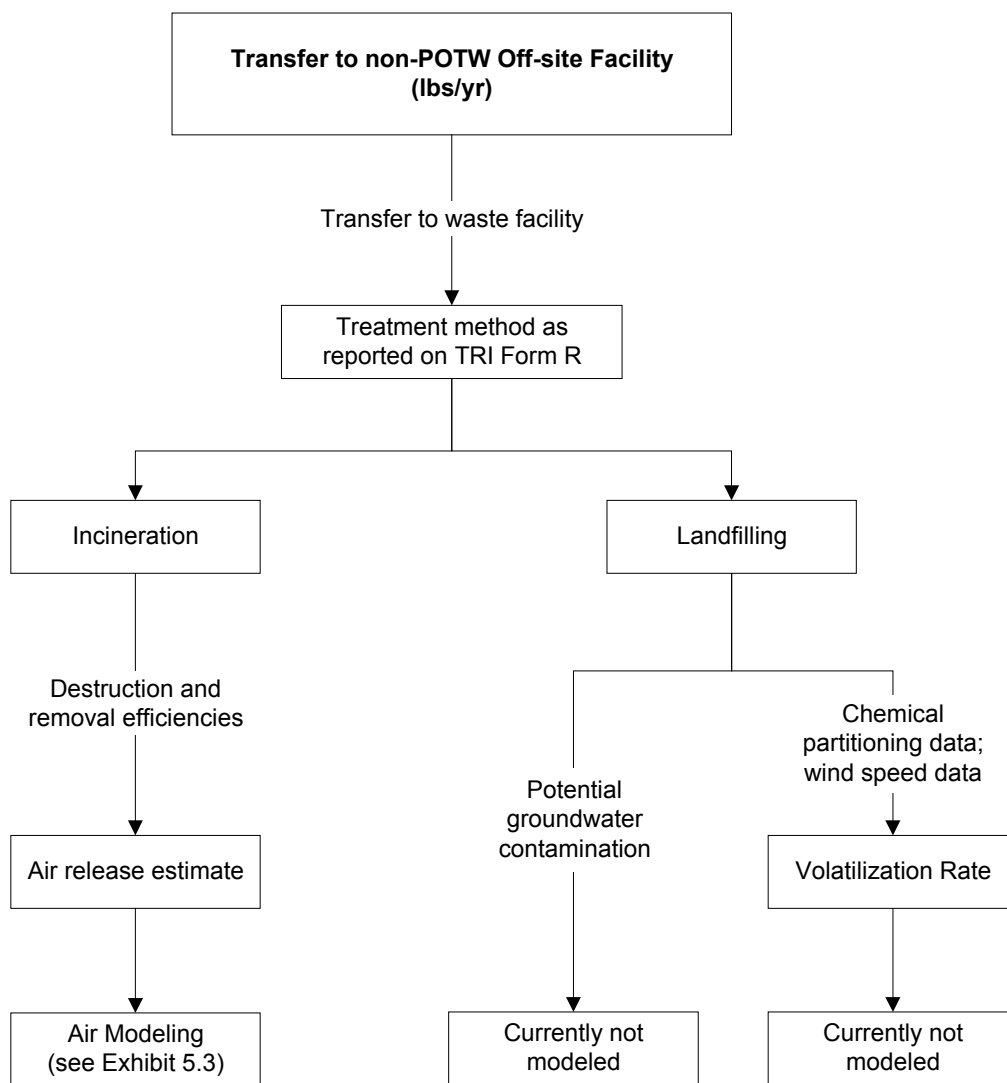 Transfer to non-POTW Off-site Facility
(lbs/yr)
Transfer to waste facility
Treatment method as
reported on TRI Form R
Incineration
Landfilling
Destruction and
removal efficiencies
Chemical
partitioning data;
wind speed data
Potential
groundwater
contamination
Air release estimate
Volatilization Rate
Air Modeling
(see Exhibit 5.3)
Currently not
modeled
Currently not
modeled